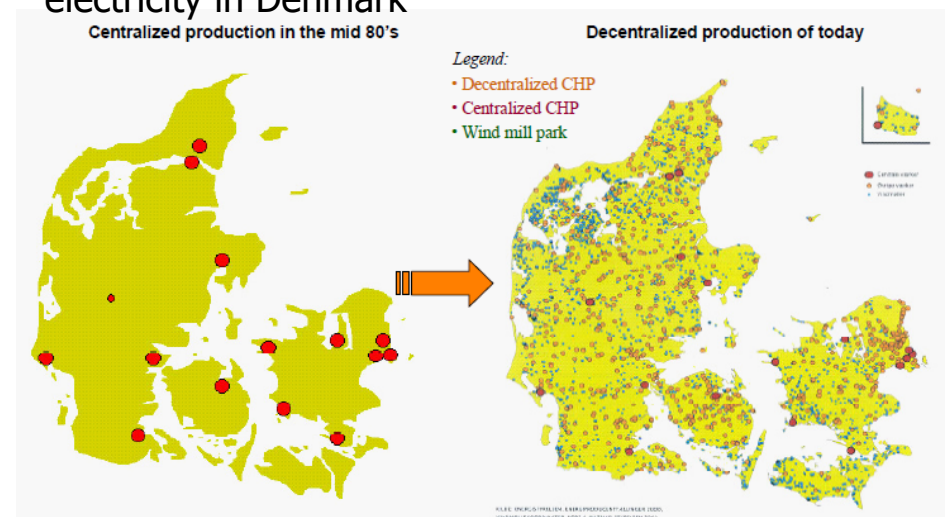 electricity in Denmark
Centralized production in the mid 80's
Decentralized production of today
Legend:
• Decentralized CHP
• Centralized CHP
• Wind mill park